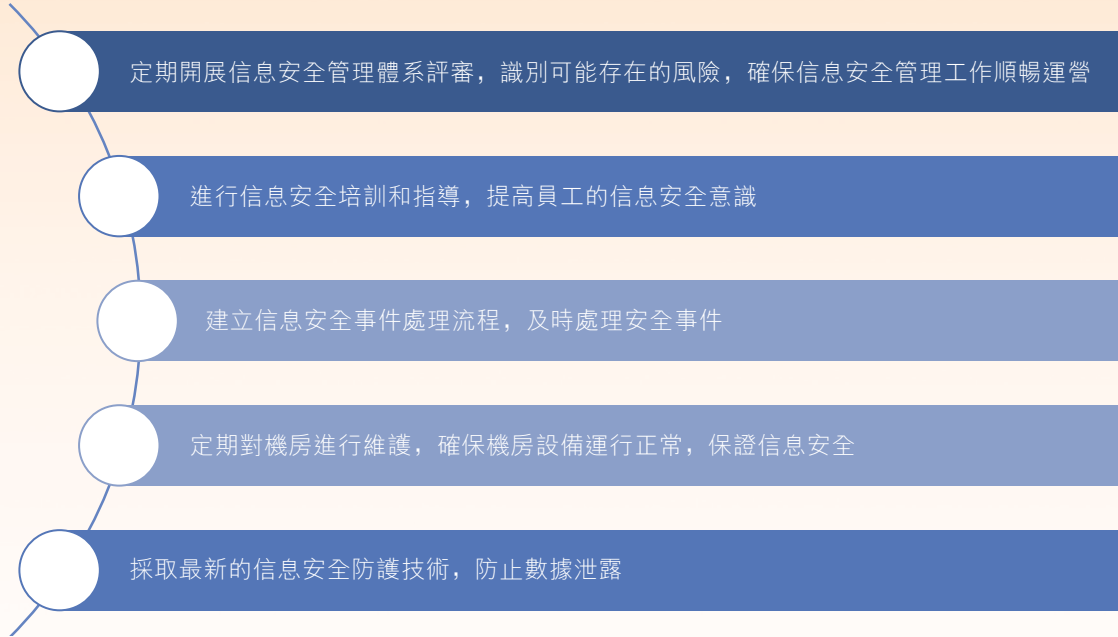 定期開展信息安全管理體系評審，識別可能存在的風險，確保信息安全管理工作順暢運營
進行信息安全培訓和指導，提高員工的信息安全意識
建立信息安全事件處理流程，及時處理安全事件
定期對機房進行維護，確保機房設備運行正常，保證信息安全
採取最新的信息安全防護技術，防止數據泄露